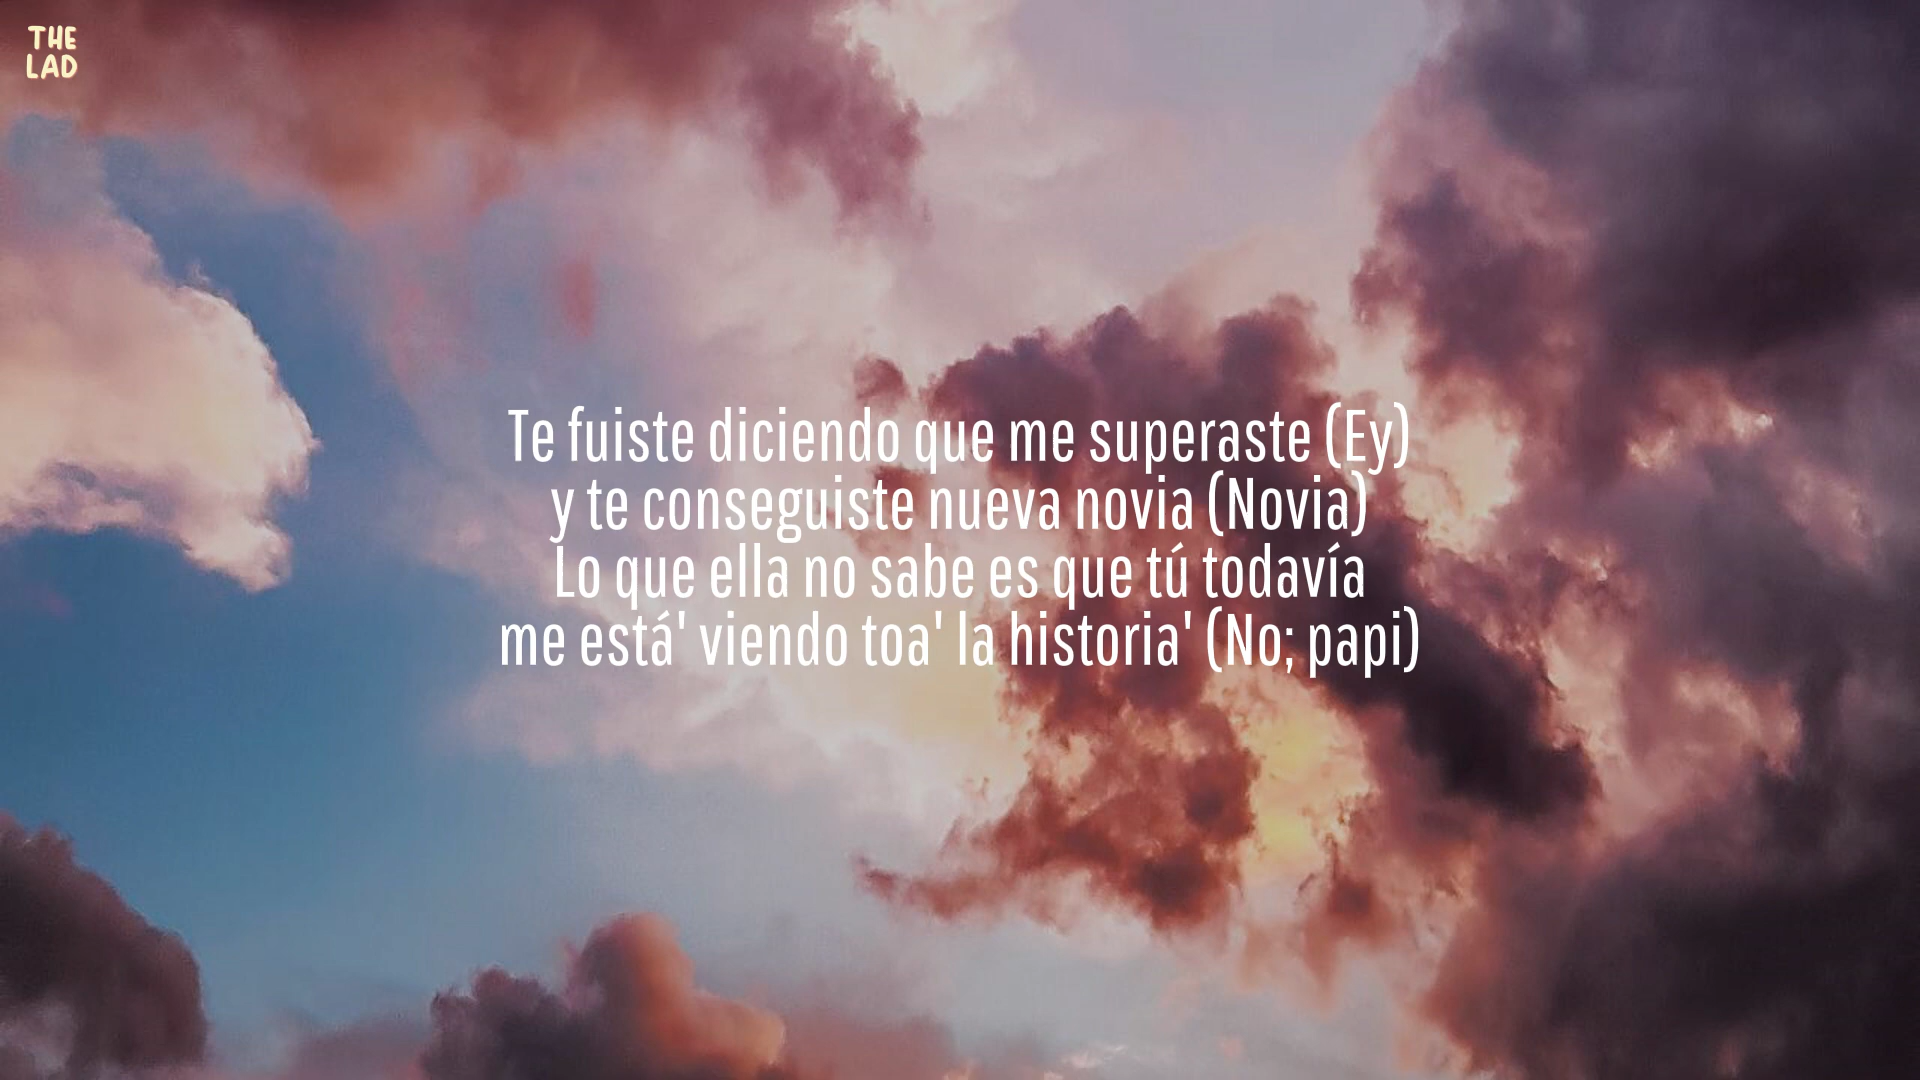 THE
LAD
Te fuiste diciendo que me superaste (Ey)
y te conseguiste nueva novia (Novia)
Lo que ella no sabe es que tú todavía
me está' viendo toa' la historia' (No; papi)